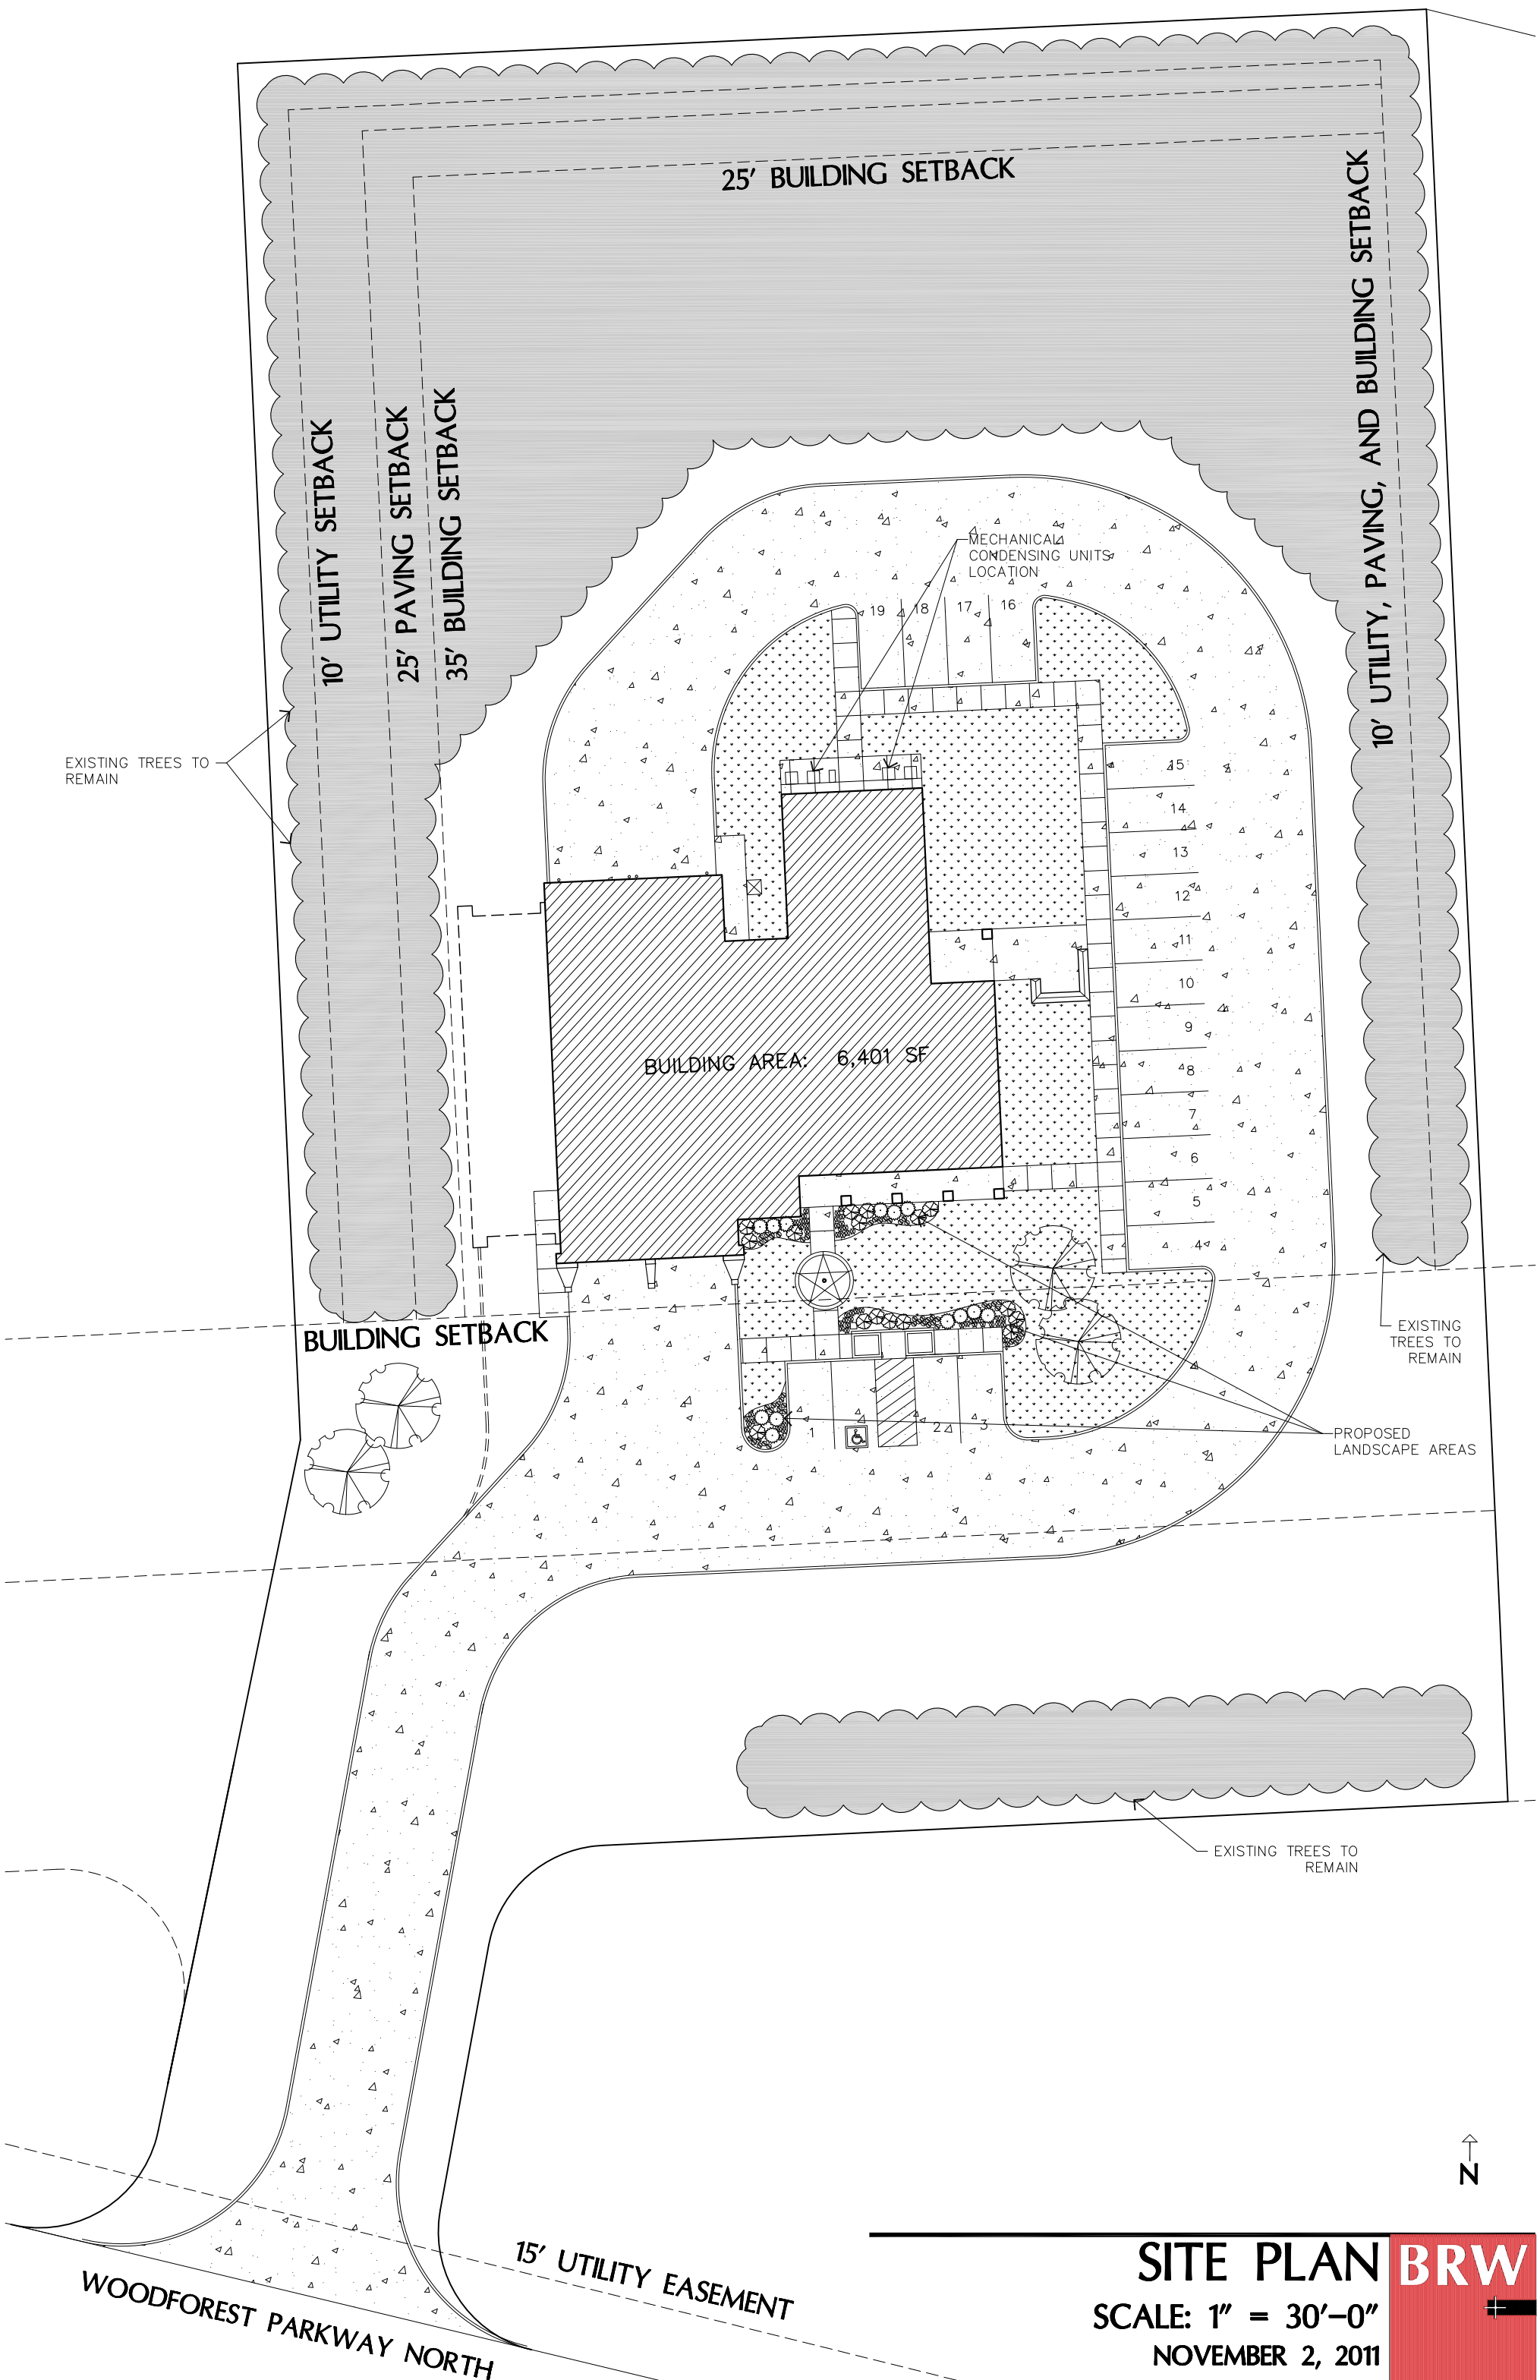 25' BUILDING SETBACK
10' UTILITY, PAVING, AND BUILDING SETBACK
10' UTILITY SETBACK
25' PAVING SETBACK
35' BUILDING SETBACK
MECHANICAL
CONDENSING UNITS
LOCATION
19
18
17
16
EXISTING TREES TO
REMAIN
15
14
13
12
11
10
9
8
7
6
5
4
BUILDING AREA: 6,401 SF
BUILDING SETBACK
EXISTING
TREES TO
REMAIN
1
2
3
PROPOSED
LANDSCAPE AREAS
EXISTING TREES TO
REMAIN
N
15' UTILITY EASEMENT
WOODFOREST PARKWAY NORTH
SITE PLAN
BRW
SCALE: 1" = 30'-0"
NOVEMBER 2, 2011